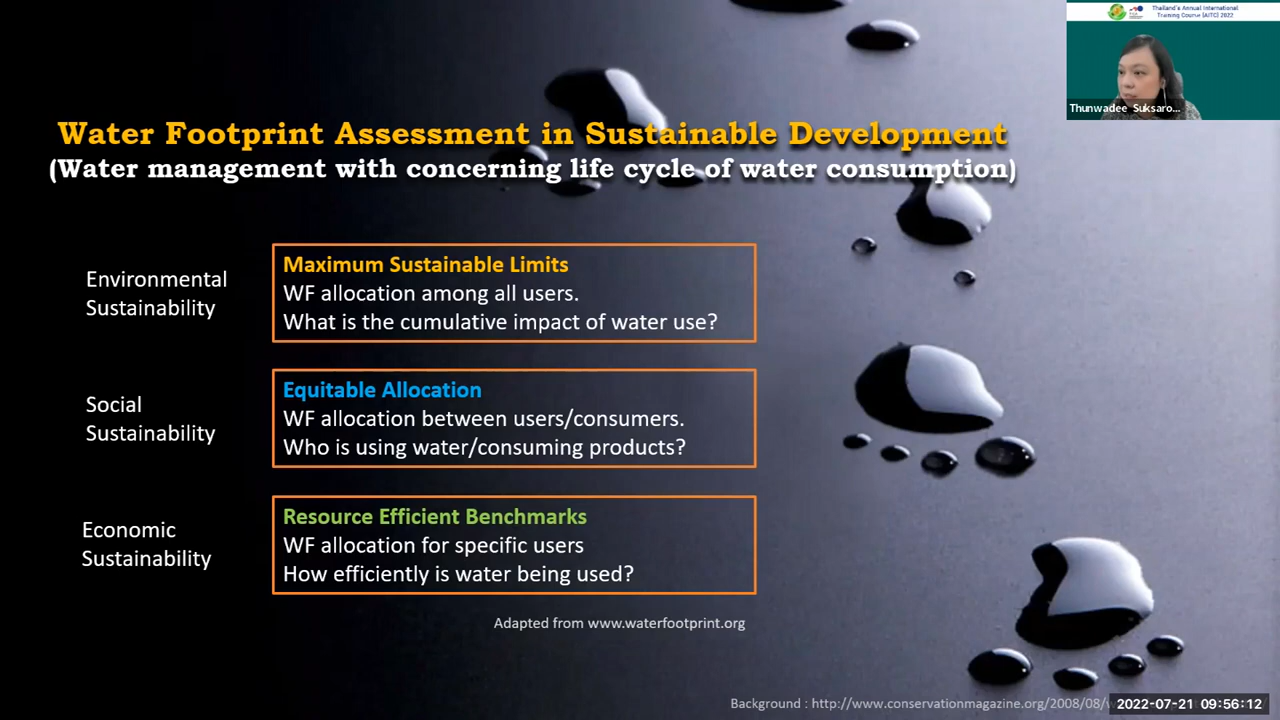 Thailand's Annual International
Training Course (AITC) 2022
Thunwadee Suksaro...
Water Footprint Assessment in Sustainable Development
(Water management with concerning life cycle of water consumption)
Environmental
Sustainability
Maximum Sustainable Limits
WF allocation among all users.
What is the cumulative impact of water use?
Social
Sustainability
Equitable Allocation
WF allocation between users/consumers.
Who is using water/consuming products?
Economic
Sustainability
Resource Efficient Benchmarks
WF allocation for specific users
How efficiently is water being used?
Adapted from www.waterfootprint.org
Background : http://www.conservationmagazine.org/2008/08/
2022-07-21 09:56:12